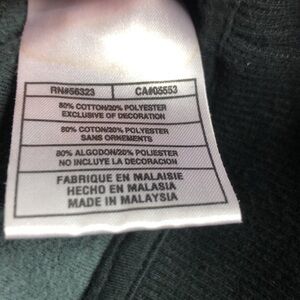 RN#56323 CA#05553
80% COTTON/20% POLYESTER
EXCLUSIVE OF DECORATION
80% COTON/20% POLYESTER
SANS ORNEMENTS
80% ALGODON/20% POLIESTER
NO INCLUYE LA DECORACION
FABRIQUE EN MALAISIE
HECHO EN MALASIA
MADE IN MALAYSIA